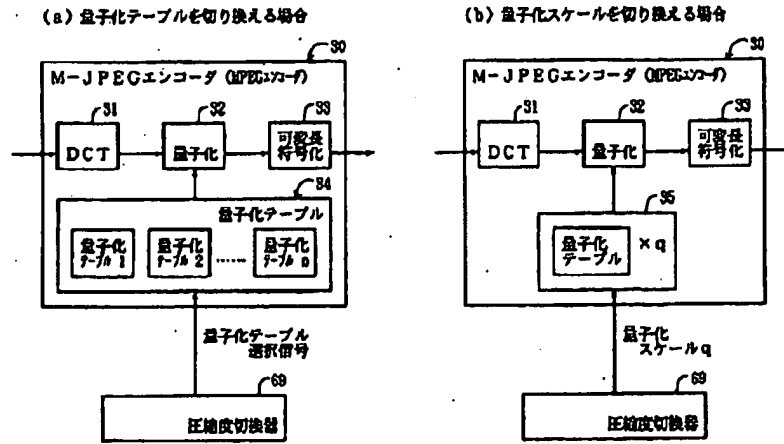 (a) 量子化テーブルを切り換える場合
30
M-JPEGエンコーダ (MPEGエンコーダ)
31
32
33
DCT
量子化
可変長
符号化
34
量子化テーブル
量子化
テーブル1
量子化
テーブル2
……
量子化
テーブルn
量子化テーブル
選択信号
69
圧縮度切換器
(b) 量子化スケールを切り換える場合
30
M-JPEGエンコーダ (MPEGエンコーダ)
31
32
33
DCT
量子化
可変長
符号化
35
量子化
テーブル
×q
量子化
スケールq
69
圧縮度切換器